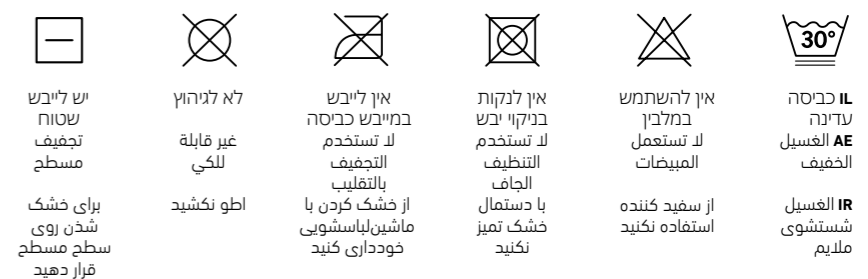 30°
IL כביסה
עדינה
AE الغسيل
الخفيف
IR الغسيل
شستشوی
ملایم
אין להשתמש
במלבין
لا تستعمل
المبيضات
از سفید کننده
استفاده نکنید
אין לנקות
בניקוי יבש
لا تستخدم
التنظيف
الجاف
با دستمال
خشک تمیز
نکنید
אין לייבש
במייבש כביסה
لا تستخدم
التجفيف
بالتقليب
از خشک کردن با
ماشین‌لباسشویی
خودداری کنید
לא לגיהוץ
غير قابلة
للكي
اطو نکشید
יש לייבש
שטוח
تجفيف
مسطح
برای خشک
شذن روی
سطح مسطح
قرار دهید